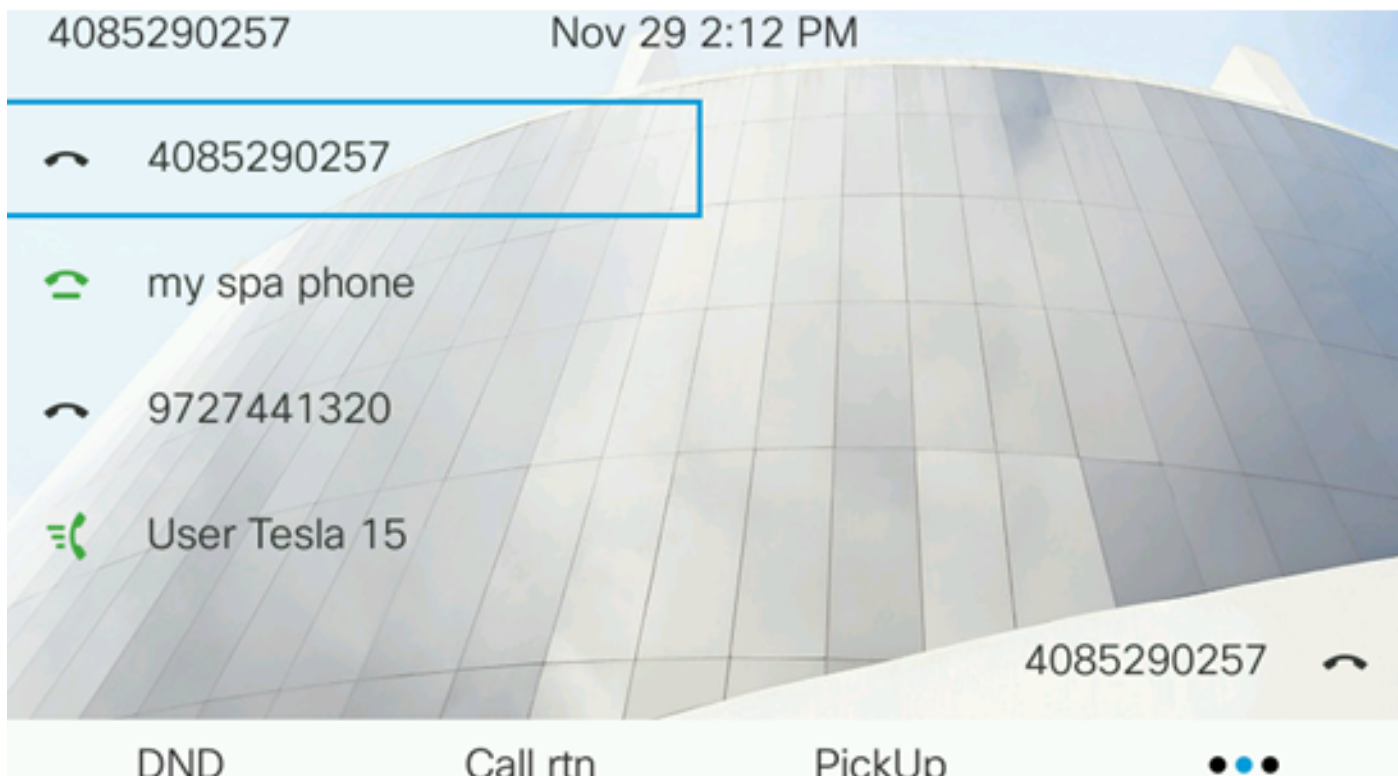 4085290257 Nov 29 2:12 PM
4085290257
my spa phone
9727441320
User Tesla 15
4085290257
DND Call rtn PickUp